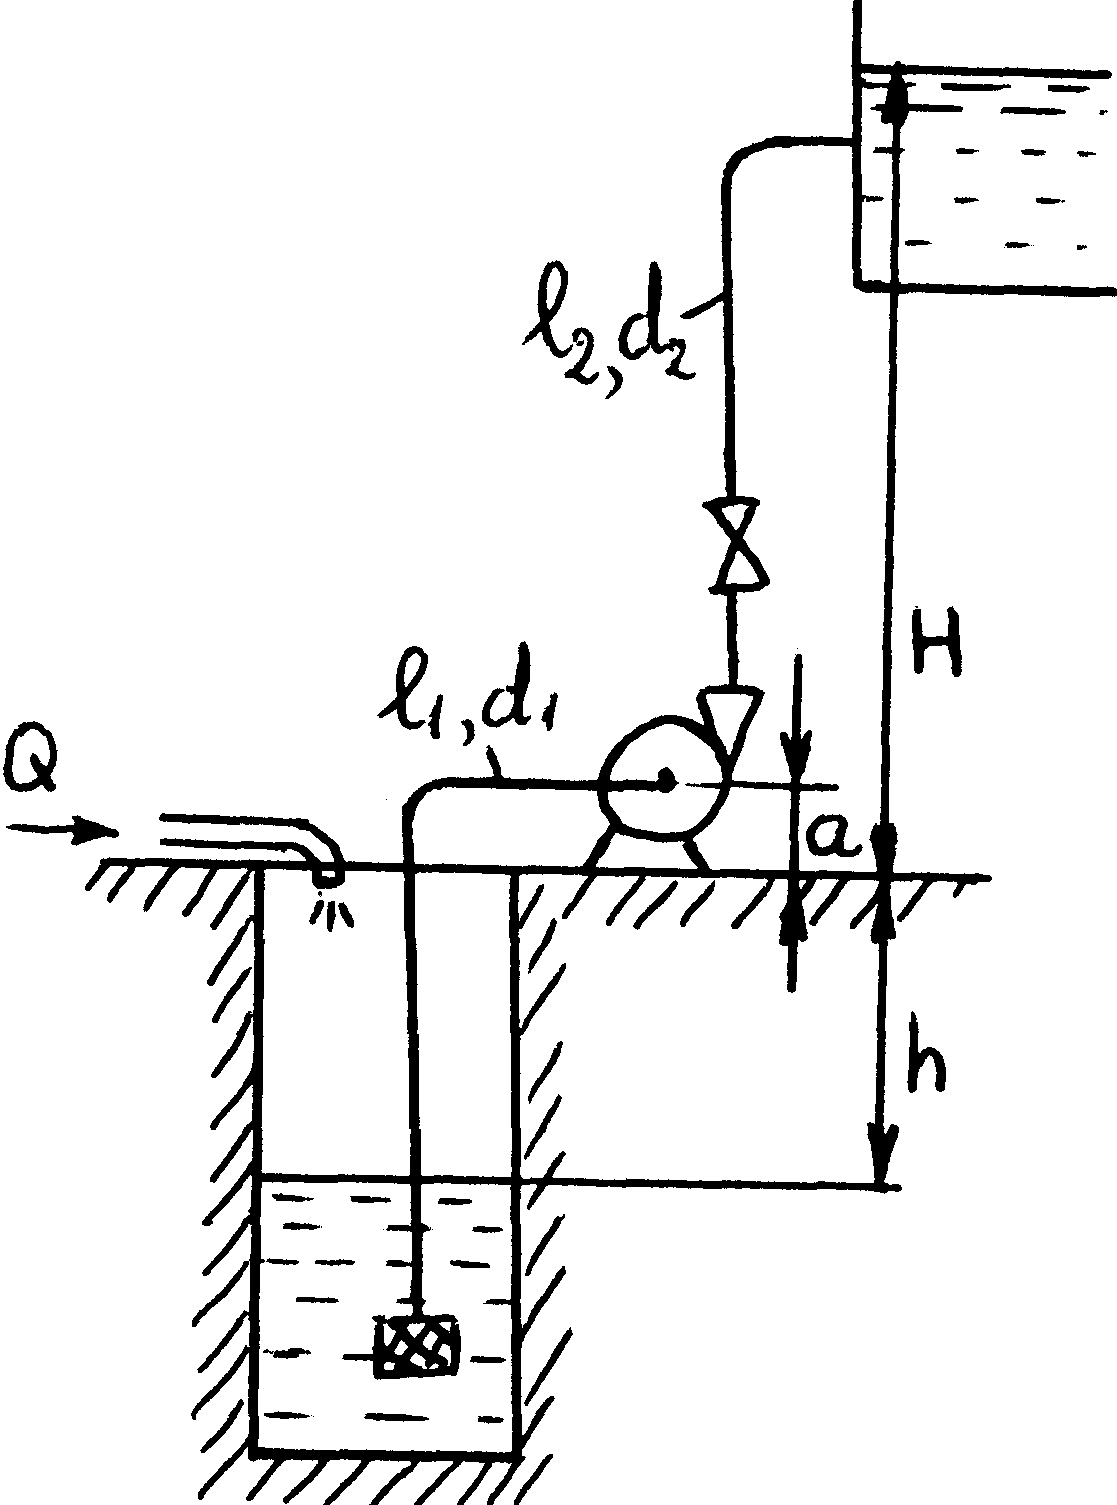 l₂, d₂
H
l₁, d₁
Q
a
h